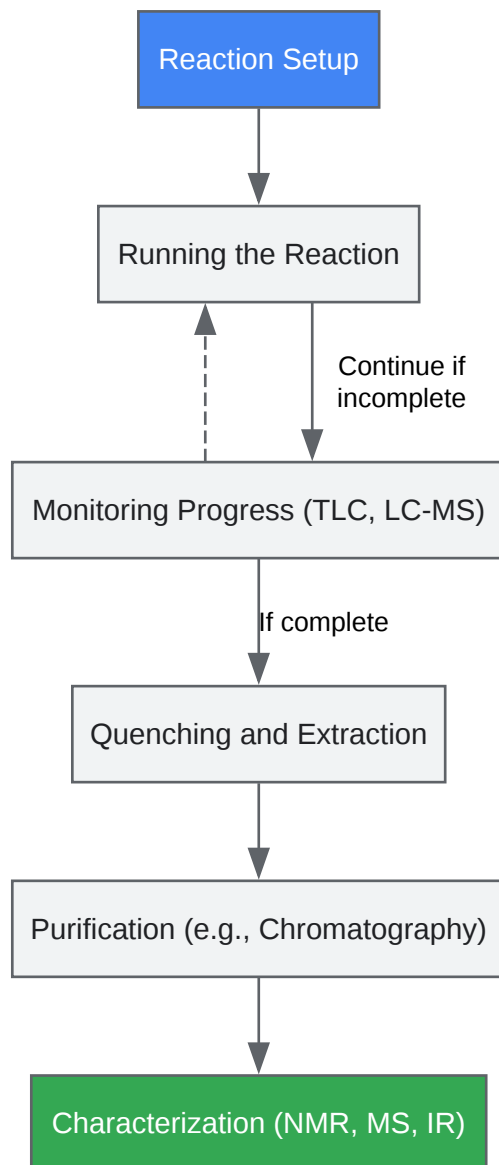 Reaction Setup
Running the Reaction
Continue if
incomplete
Monitoring Progress (TLC, LC-MS)
If complete
Quenching and Extraction
Purification (e.g., Chromatography)
Characterization (NMR, MS, IR)